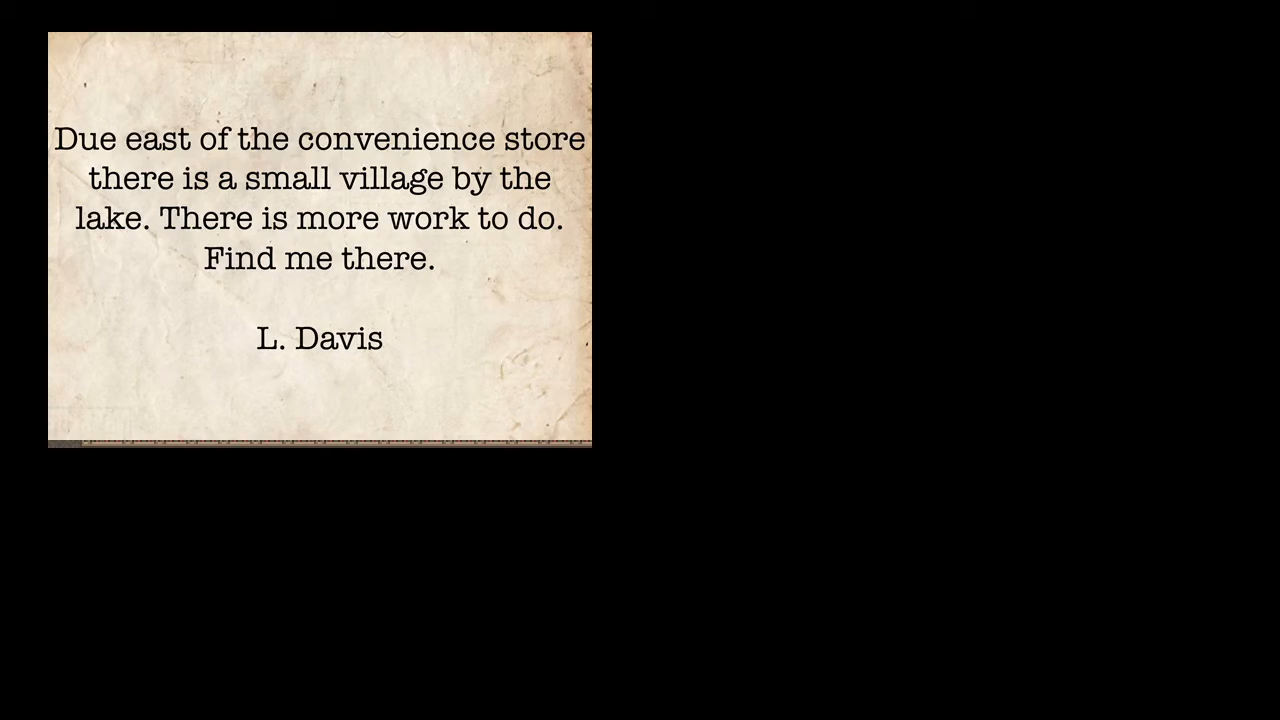 Due east of the convenience store
there is a small village by the
lake. There is more work to do.
Find me there.
L. Davis